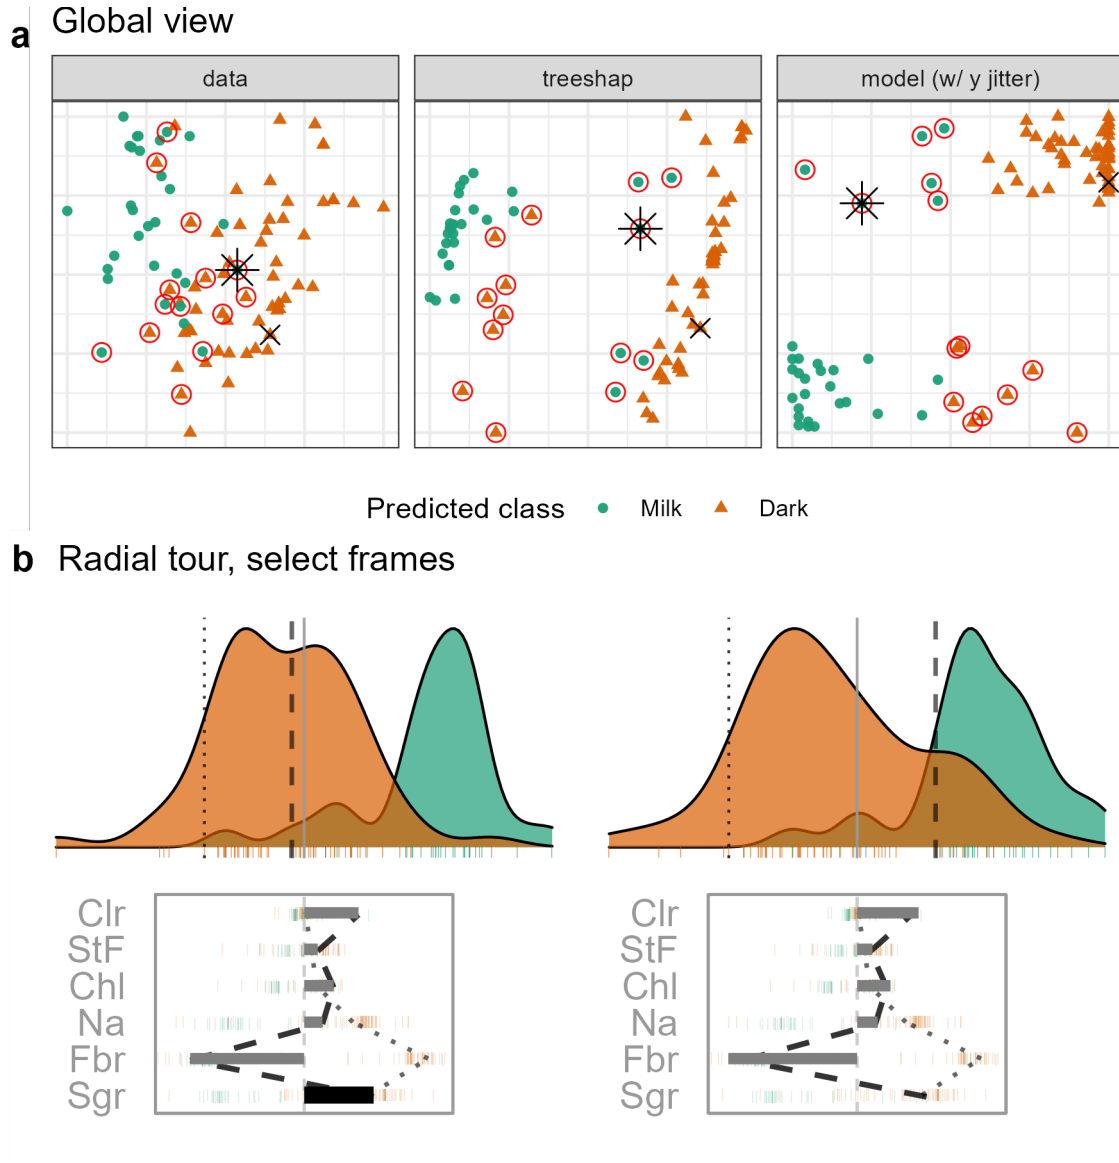 a Global view
data treeshap model (w/ y jitter)
Predicted class Milk Dark
b Radial tour, select frames
Clr Clr
StF StF
Chl Chl
Na Na
Fbr Fbr
Sgr Sgr